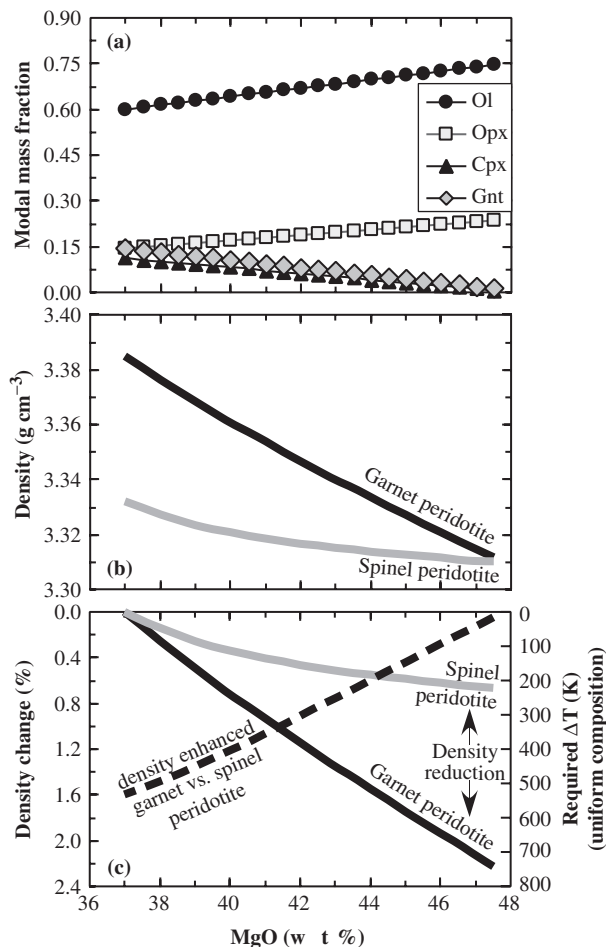 (a)
0.90
0.75
0.60
0.45
0.30
0.15
0.00
Modal mass fraction
Ol
Opx
Cpx
Gnt
3.40
3.38
3.36
3.34
3.32
3.30
Density (g cm⁻³)
Garnet peridotite
Spinel peridotite
(b)
0.0
0.4
0.8
1.2
1.6
2.0
2.4
Density change (%)
0
100
200
300
400
500
600
700
800
Required ΔT (K)
(uniform composition)
Spinel
peridotite
Density
reduction
Garnet peridotite
density enhanced
garnet vs. spinel
peridotite
(c)
36
38
40
42
44
46
48
MgO (w t %)